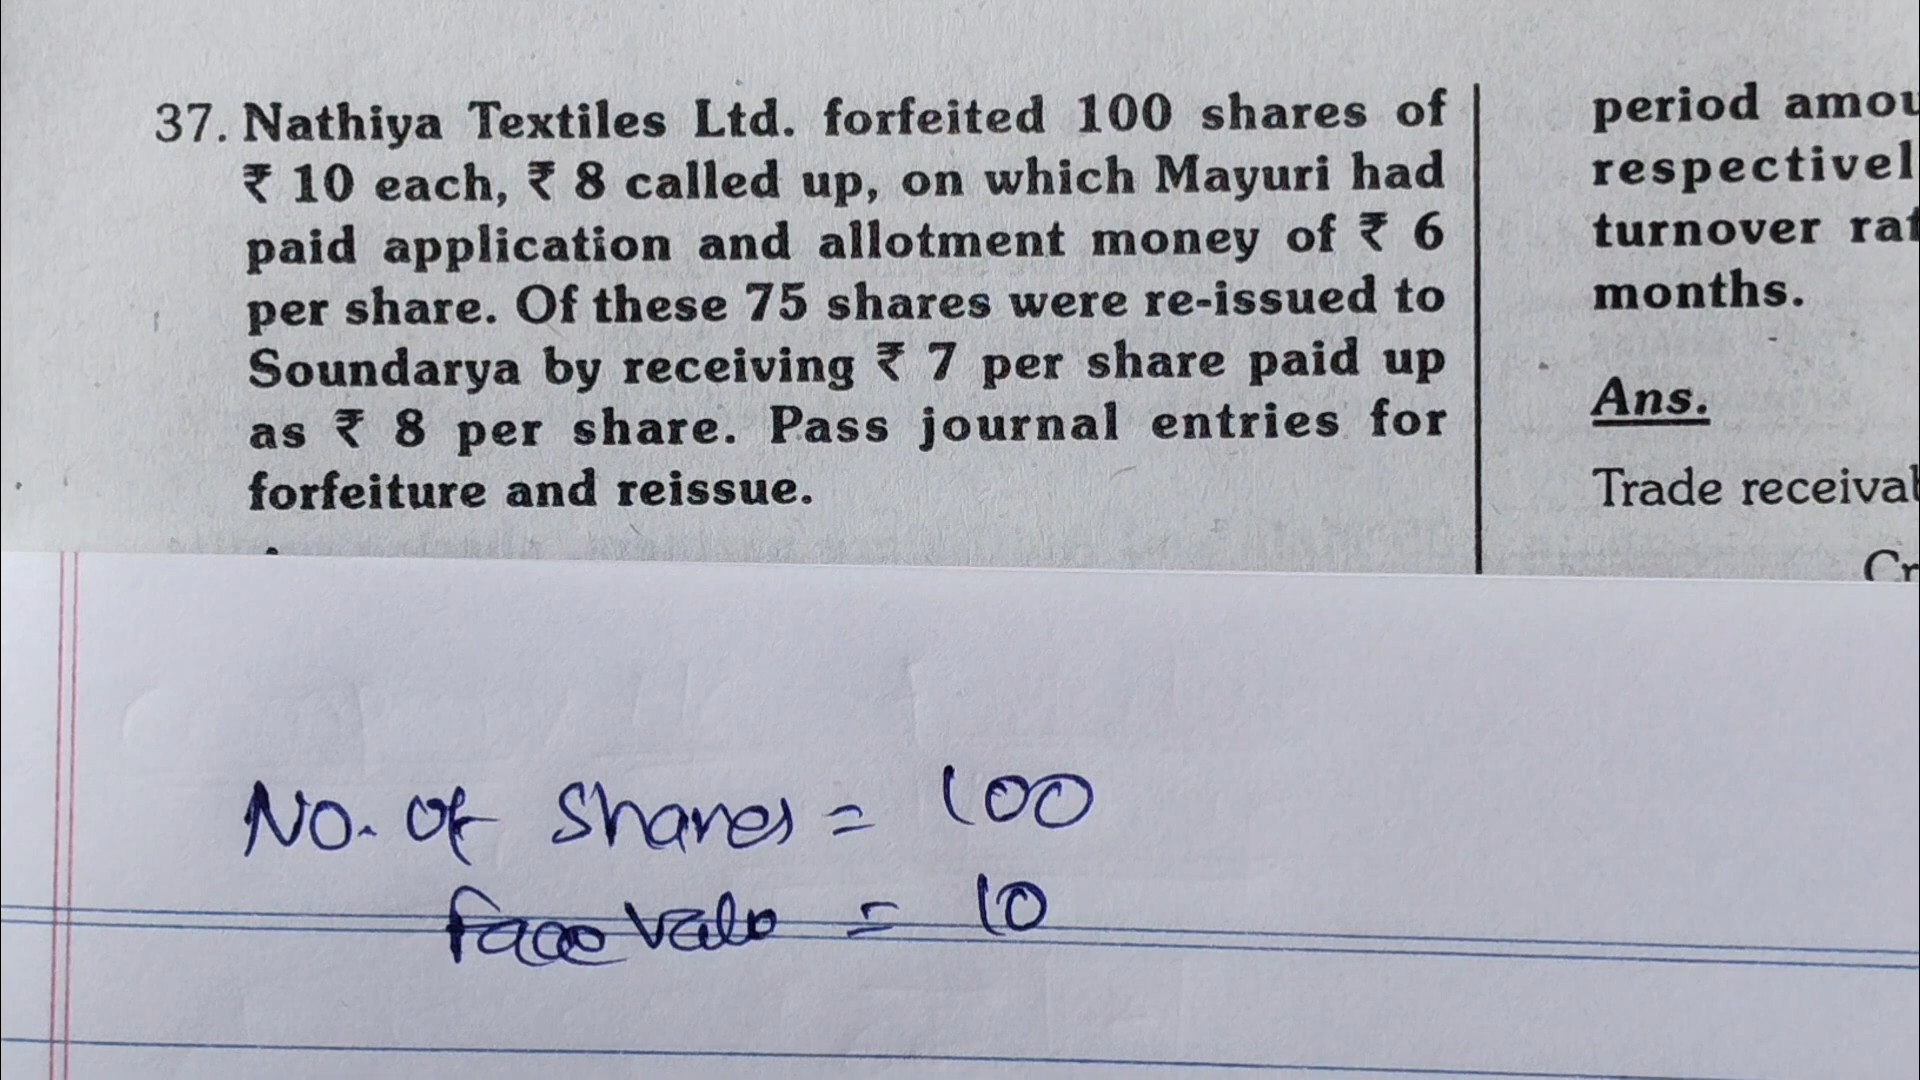 37. Nathiya Textiles Ltd. forfeited 100 shares of
₹ 10 each, ₹ 8 called up, on which Mayuri had
paid application and allotment money of ₹ 6
per share. Of these 75 shares were re-issued to
Soundarya by receiving ₹ 7 per share paid up
as ₹ 8 per share. Pass journal entries for
forfeiture and reissue.
period amou
respectivel
turnover rat
months.
Ans.
Trade receivab
Cr
No. of Shares = 100
face = 10